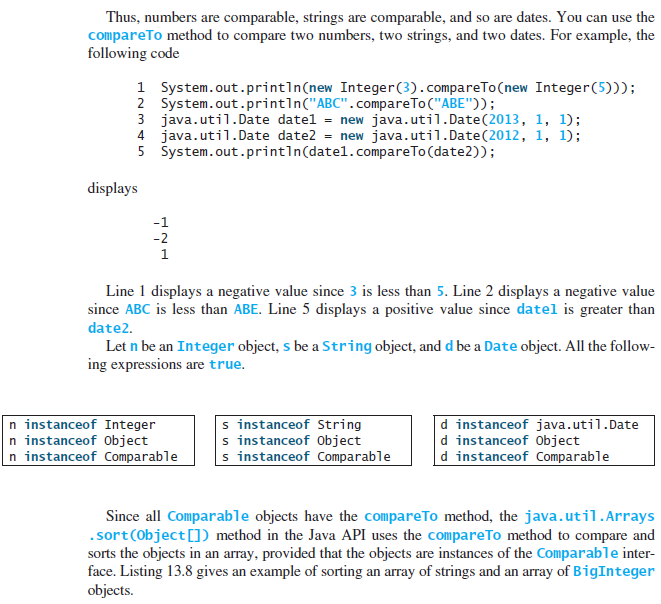 Thus, numbers are comparable, strings are comparable, and so are dates. You can use the
compareTo method to compare two numbers, two strings, and two dates. For example, the
following code
1 System.out.println(new Integer(3).compareTo(new Integer(5)));
2 System.out.println("ABC".compareTo("ABE"));
3 java.util.Date date1 = new java.util.Date(2013, 1, 1);
4 java.util.Date date2 = new java.util.Date(2012, 1, 1);
5 System.out.println(date1.compareTo(date2));
displays
-1
-2
1
Line 1 displays a negative value since 3 is less than 5. Line 2 displays a negative value
since ABC is less than ABE. Line 5 displays a positive value since date1 is greater than
date2.
Let n be an Integer object, s be a String object, and d be a Date object. All the follow-
ing expressions are true.
n instanceof Integer
n instanceof Object
n instanceof Comparable
s instanceof String
s instanceof Object
s instanceof Comparable
d instanceof java.util.Date
d instanceof Object
d instanceof Comparable
Since all Comparable objects have the compareTo method, the java.util.Arrays
.sort(Object[]) method in the Java API uses the compareTo method to compare and
sorts the objects in an array, provided that the objects are instances of the Comparable inter-
face. Listing 13.8 gives an example of sorting an array of strings and an array of BigInteger
objects.